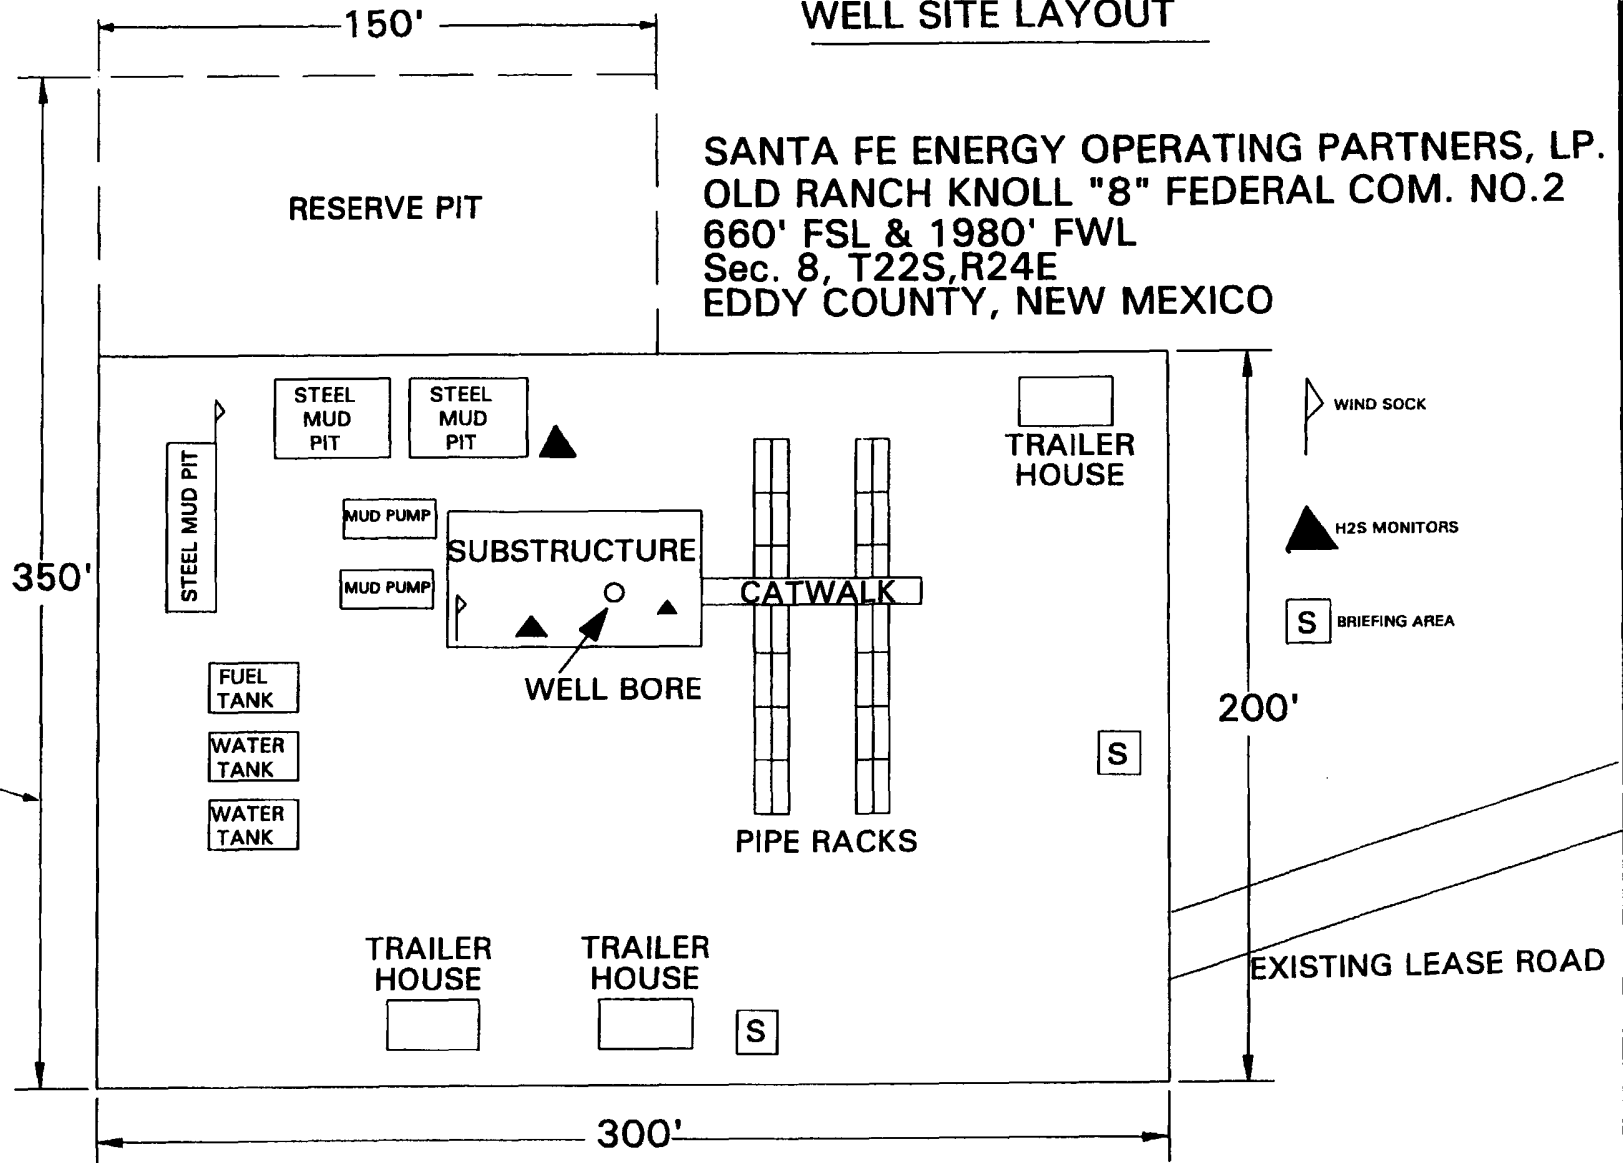 150'
WELL SITE LAYOUT
SANTA FE ENERGY OPERATING PARTNERS, LP.
OLD RANCH KNOLL "8" FEDERAL COM. NO.2
660' FSL & 1980' FWL
Sec. 8, T22S,R24E
EDDY COUNTY, NEW MEXICO
RESERVE PIT
STEEL
MUD
PIT
STEEL
MUD
PIT
STEEL MUD PIT
TRAILER
HOUSE
WIND SOCK
MUD PUMP
H2S MONITORS
SUBSTRUCTURE
350'
MUD PUMP
CATWALK
S
BRIEFING AREA
WELL BORE
FUEL
TANK
200'
WATER
TANK
S
WATER
TANK
PIPE RACKS
TRAILER
HOUSE
TRAILER
HOUSE
EXISTING LEASE ROAD
S
300'